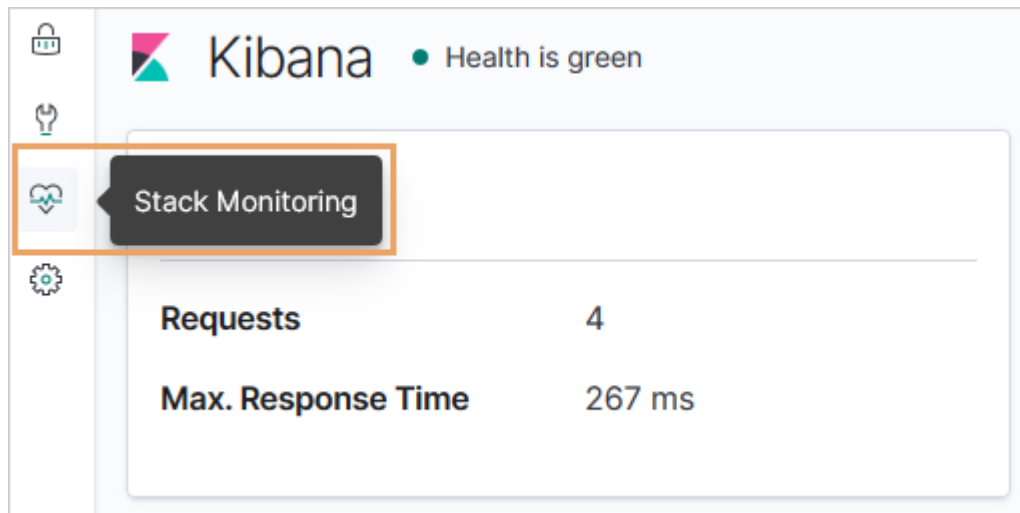 Kibana
Health is green
Stack Monitoring
Requests 4
Max. Response Time 267 ms